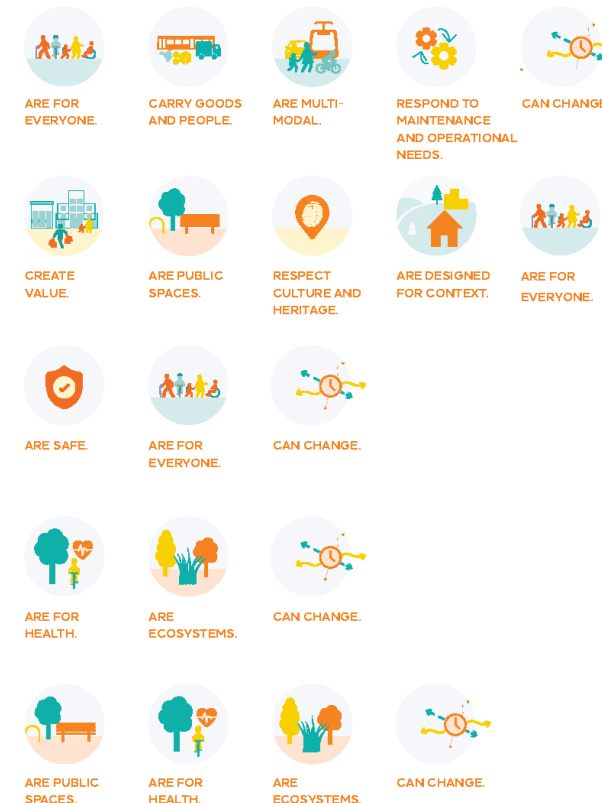 ARE FOR
EVERYONE.
CARRY GOODS
AND PEOPLE.
ARE MULTI-
MODAL.
RESPOND TO
MAINTENANCE
AND OPERATIONAL
NEEDS.
CAN CHANGE
CREATE
VALUE.
ARE PUBLIC
SPACES.
RESPECT
CULTURE AND
HERITAGE.
ARE DESIGNED
FOR CONTEXT.
ARE FOR
EVERYONE.
ARE SAFE.
ARE FOR
EVERYONE.
CAN CHANGE.
ARE FOR
HEALTH.
ARE
ECOSYSTEMS.
CAN CHANGE.
ARE PUBLIC
SPACES.
ARE FOR
HEALTH.
ARE
ECOSYSTEMS.
CAN CHANGE.